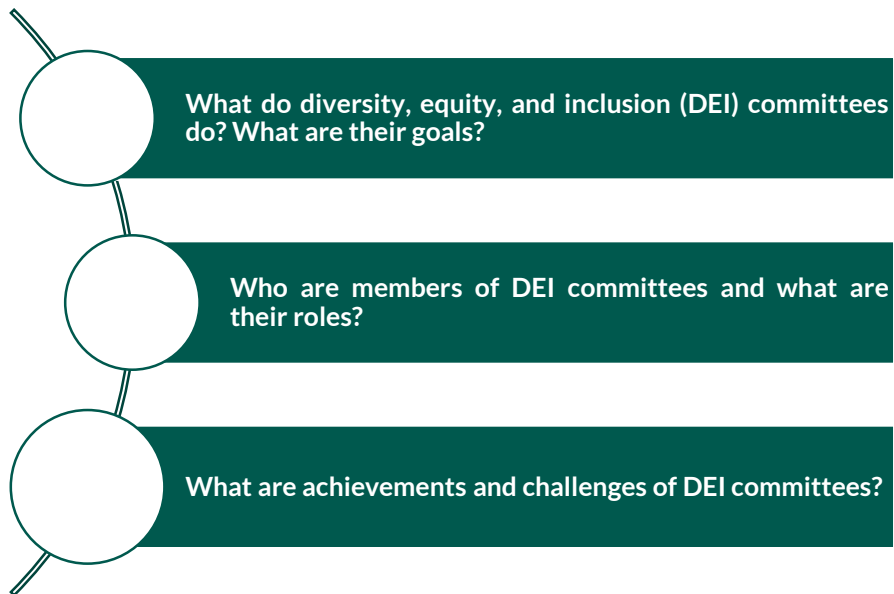 What do diversity, equity, and inclusion (DEI) committees
do? What are their goals?
Who are members of DEI committees and what are
their roles?
What are achievements and challenges of DEI committees?